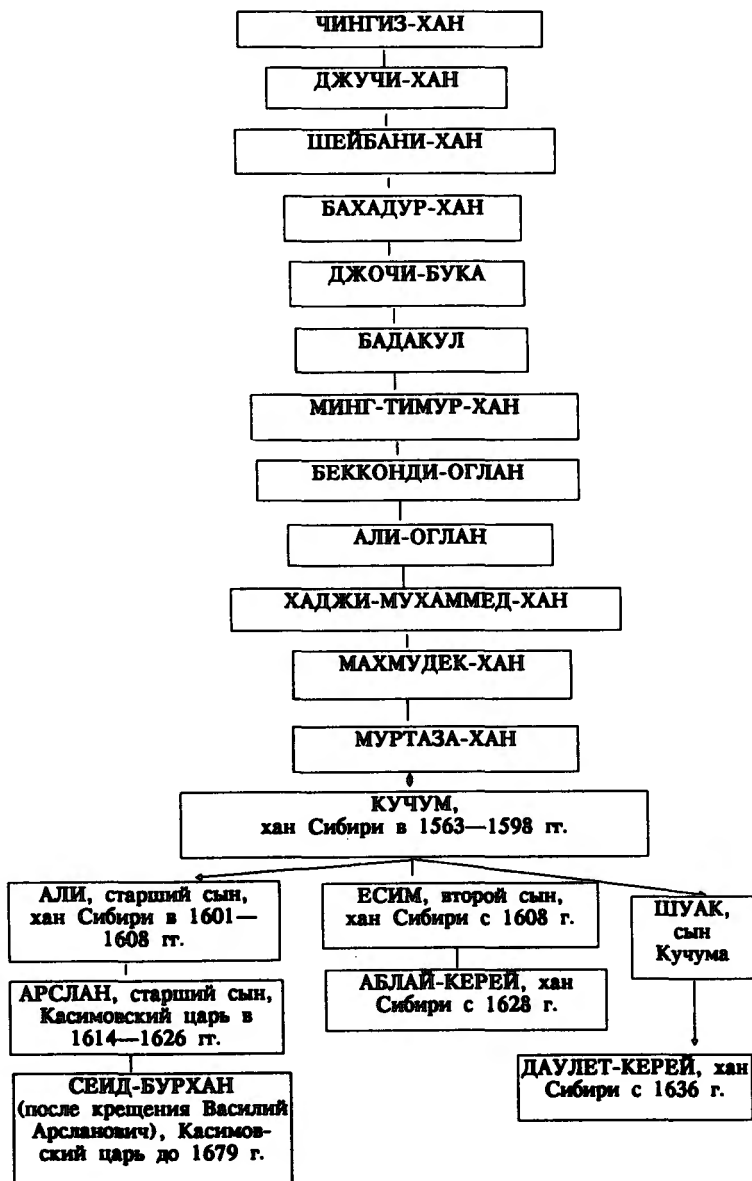 ЧИНГИЗ-ХАН
ДЖУЧИ-ХАН
ШЕЙБАНИ-ХАН
БАХАДУР-ХАН
ДЖОЧИ-БУКА
БАДАКУЛ
МИНГ-ТИМУР-ХАН
БЕККОНДИ-ОГЛАН
АЛИ-ОГЛАН
ХАДЖИ-МУХАММЕД-ХАН
МАХМУДЕК-ХАН
МУРТАЗА-ХАН
КУЧУМ,
хан Сибири в 1563—1598 гг.
АЛИ, старший сын,
хан Сибири в 1601—
1608 гг.
ЕСИМ, второй сын,
хан Сибири с 1608 г.
ШУАК,
сын
Кучума
АРСЛАН, старший сын,
Касимовский царь в
1614—1626 гг.
АБЛАЙ-КЕРЕЙ, хан
Сибири с 1628 г.
СЕИД-БУРХАН
(после крещения Василий
Арсланович), Касимов-
ский царь до 1679 г.
ДАУЛЕТ-КЕРЕЙ, хан
Сибири с 1636 г.